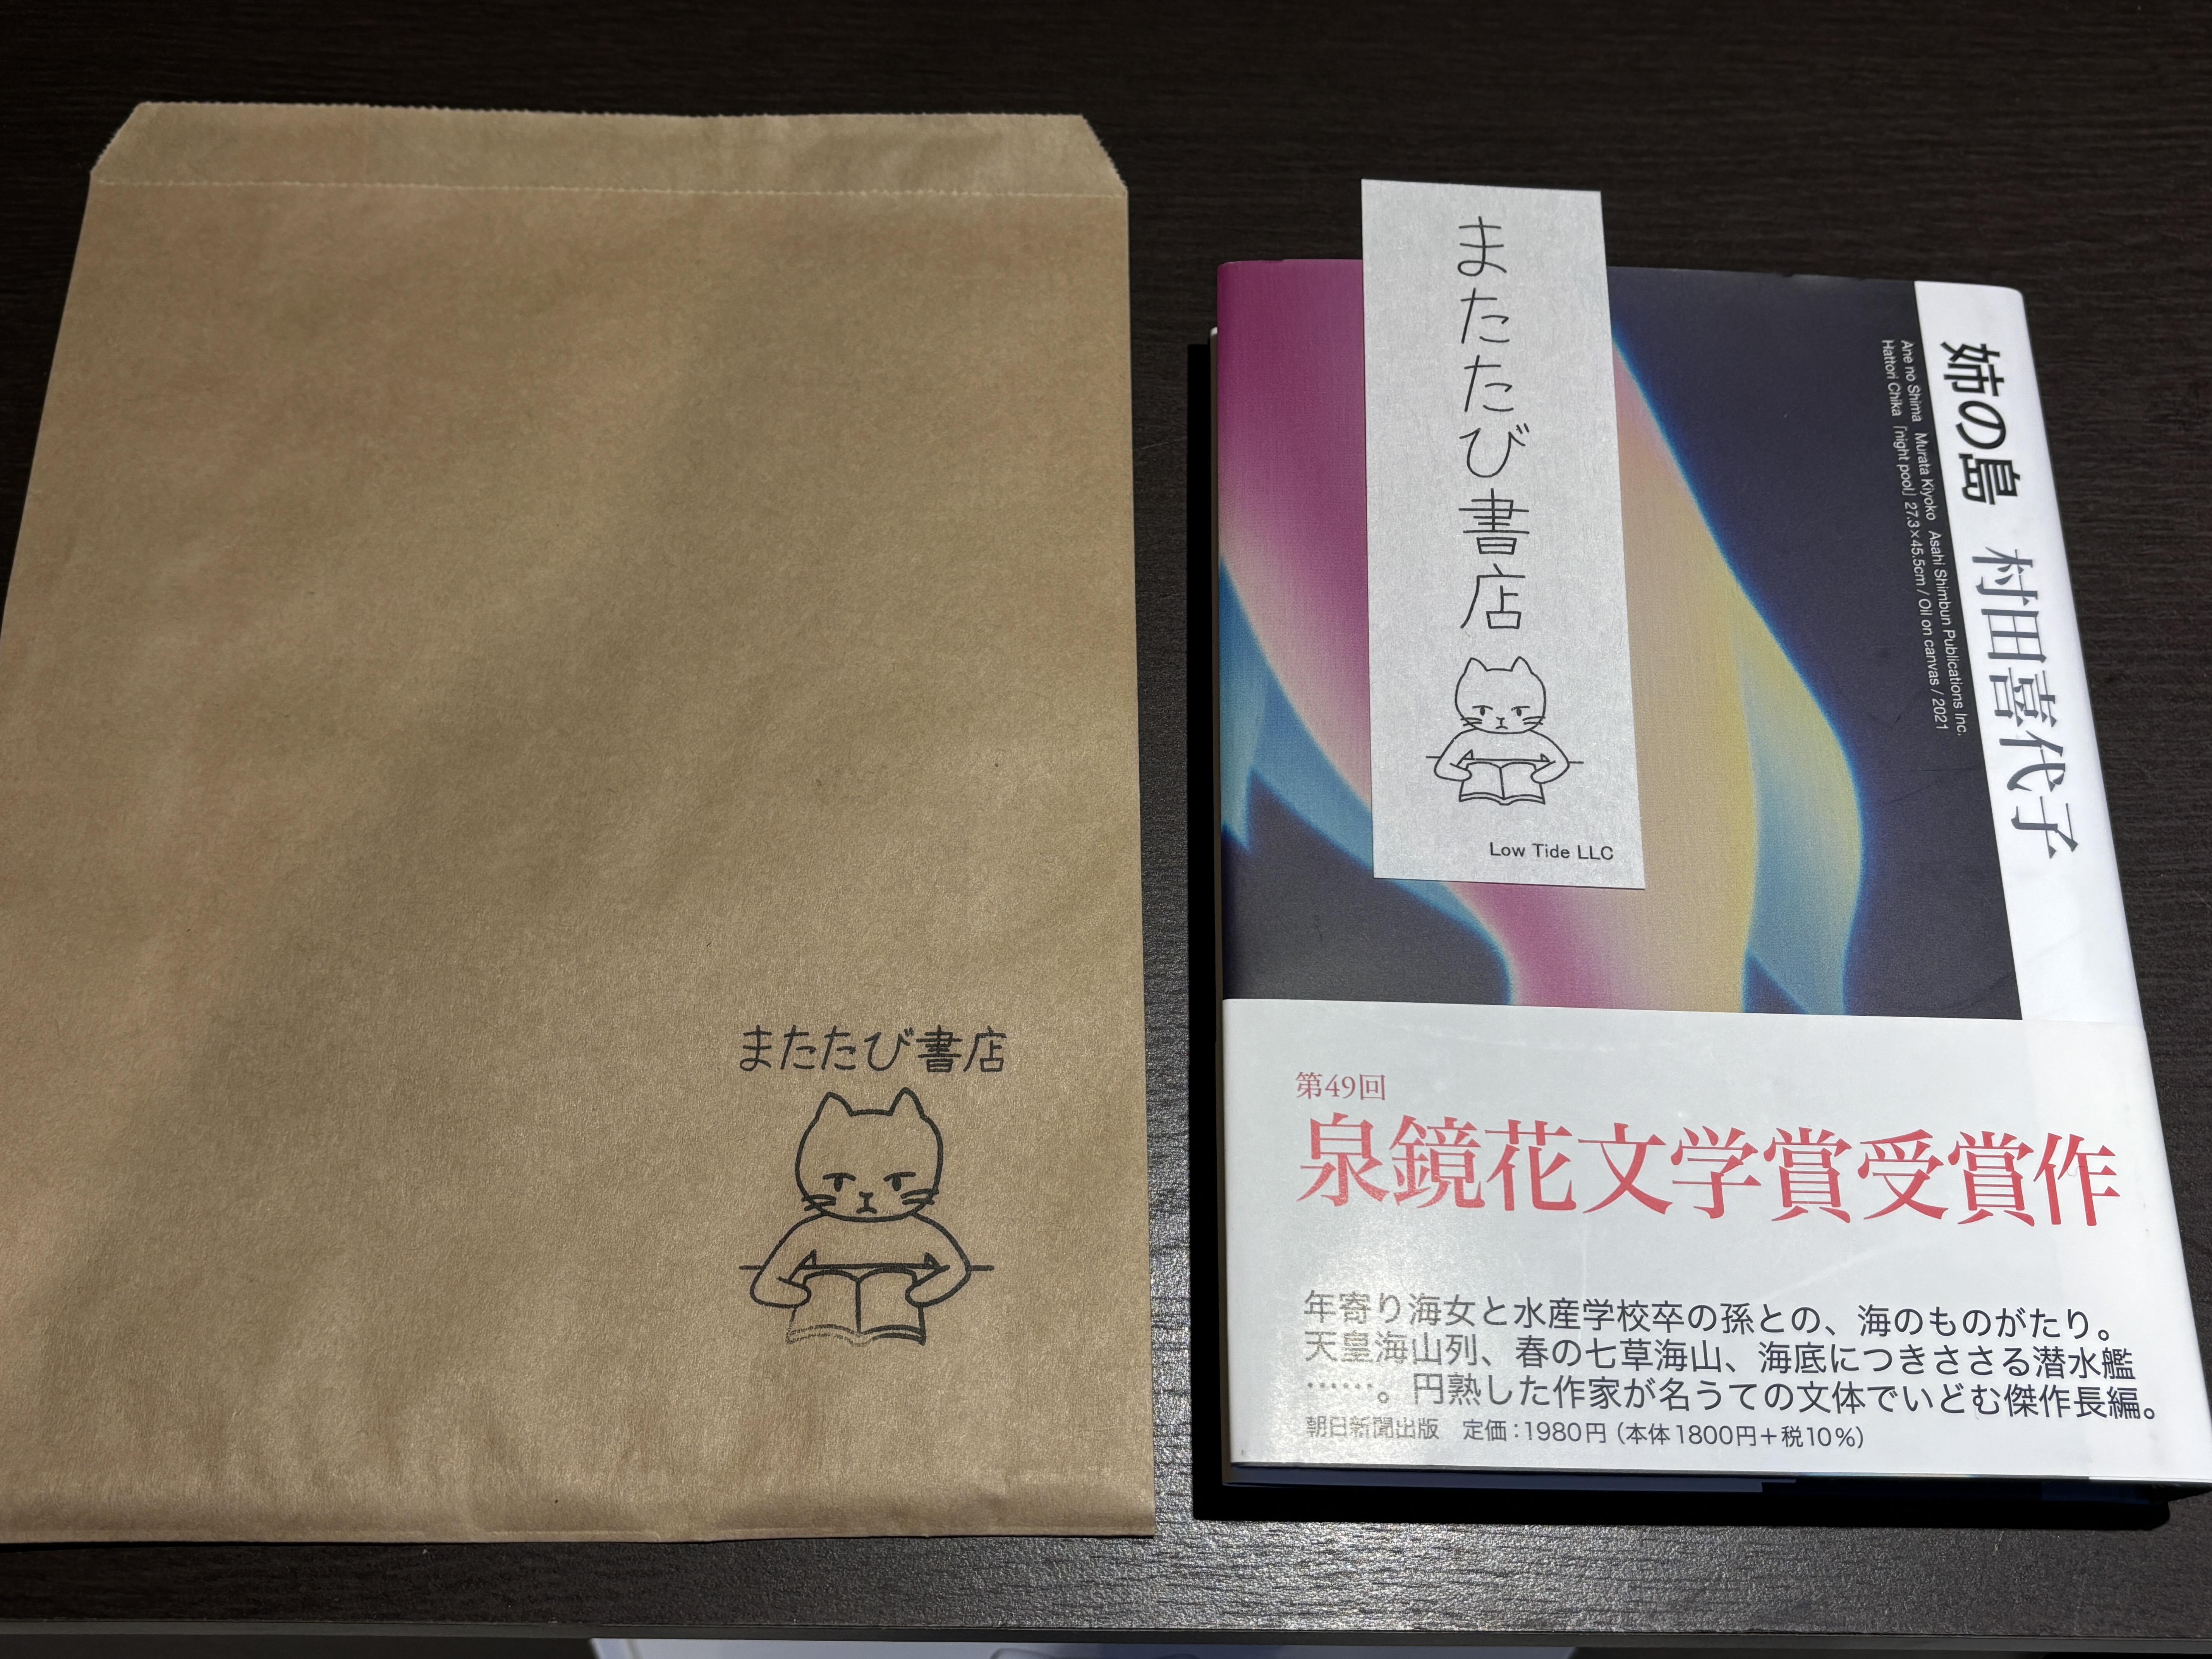 またたび書店
またたび書店
Low Tide LLC
姉の島 村田喜代子
Ane no Shima Murata Kiyoko Asahi Shimbun Publications Inc.
Hattori Chika 「night pool」 27.3×45.5cm / Oil on canvas / 2021
第49回
泉鏡花文学賞受賞作
年寄り海女と水産学校卒の孫との、海のものがたり。
天皇海山列、春の七草海山、海底につきささる潜水艦
……。円熟した作家が名うての文体でいどむ傑作長編。
朝日新聞出版 定価：1980円（本体1800円＋税10％）